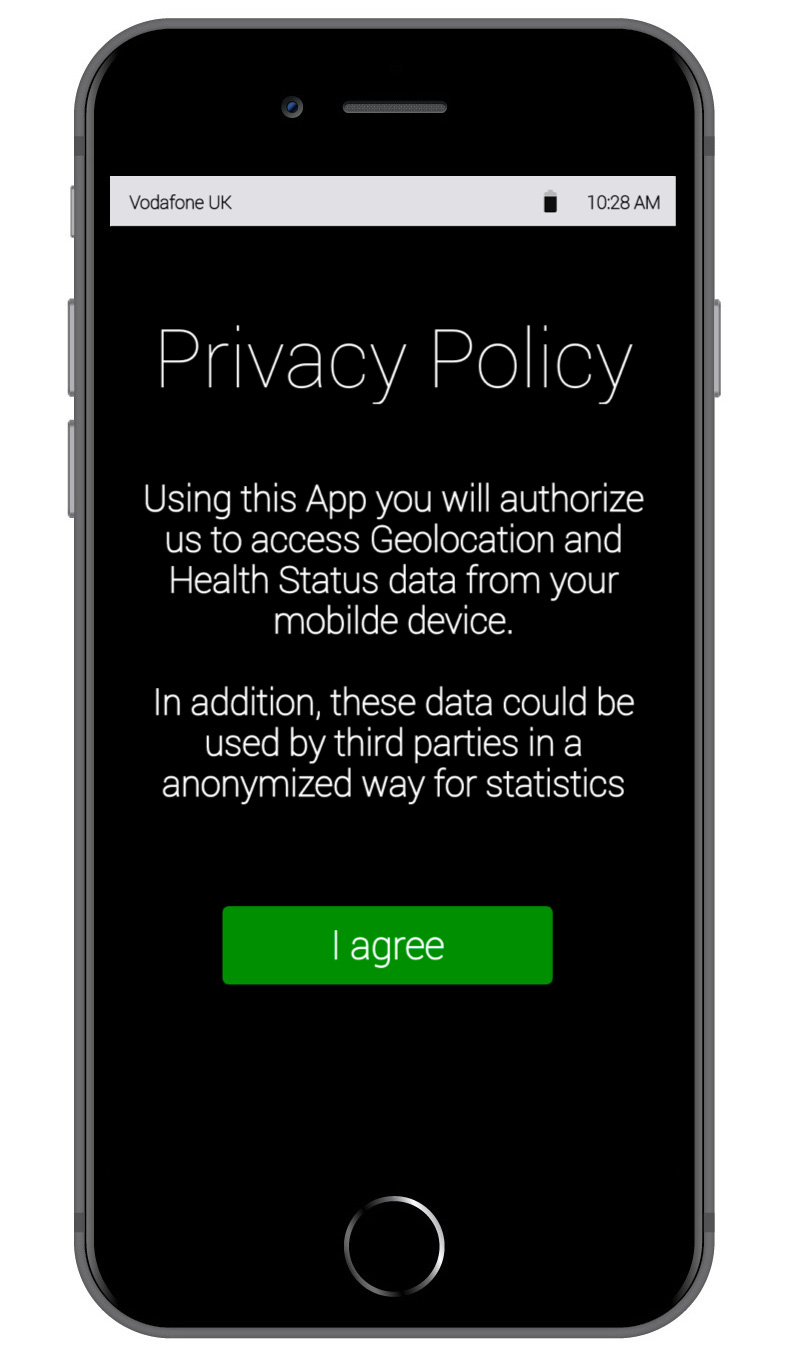 Vodafone UK 10:28 AM
Privacy Policy
Using this App you will authorize
us to access Geolocation and
Health Status data from your
mobilde device.
In addition, these data could be
used by third parties in a
anonymized way for statistics
I agree